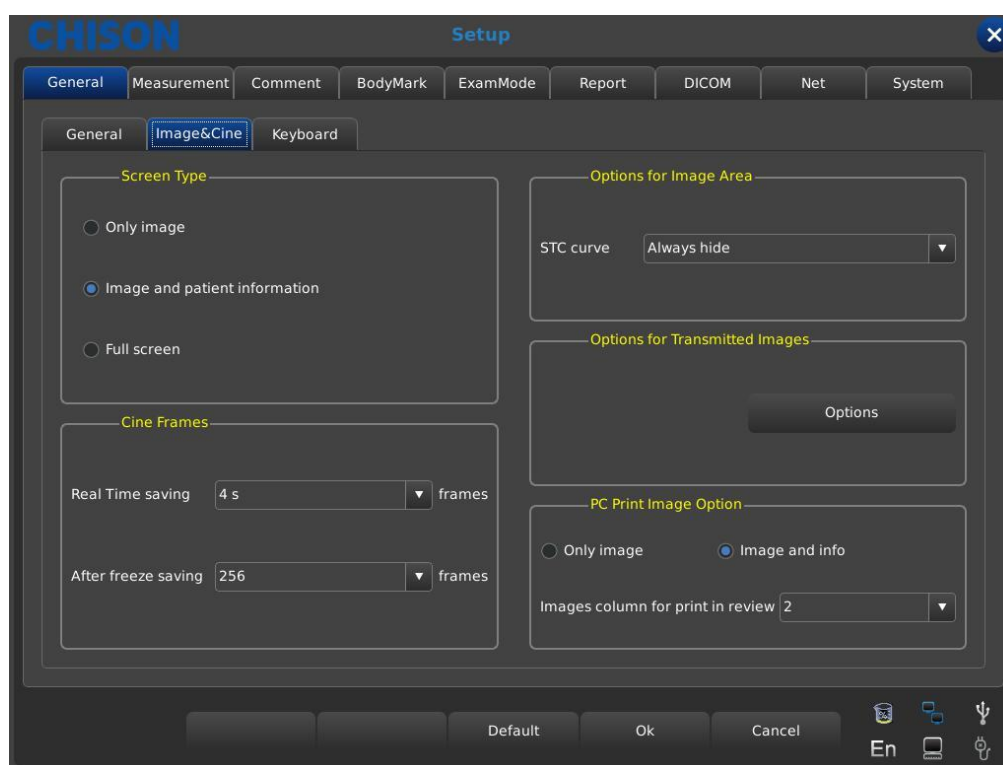 CHISON
Setup
General Measurement Comment BodyMark ExamMode Report DICOM Net System
General Image&Cine Keyboard
Screen Type
Only image
Image and patient information
Full screen
Cine Frames
Real Time saving 4 s frames
After freeze saving 256 frames
Options for Image Area
STC curve Always hide
Options for Transmitted Images
Options
PC Print Image Option
Only image Image and info
Images column for print in review 2
Default Ok Cancel
En